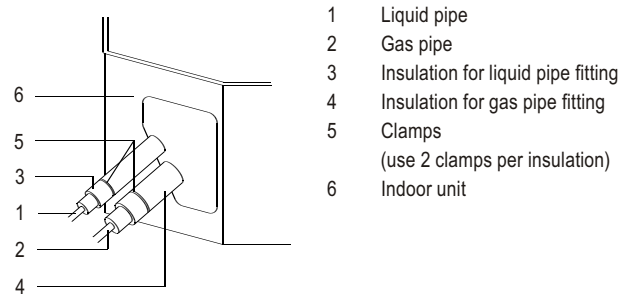 6
5
3
1
2
4
1 Liquid pipe
2 Gas pipe
3 Insulation for liquid pipe fitting
4 Insulation for gas pipe fitting
5 Clamps
(use 2 clamps per insulation)
6 Indoor unit